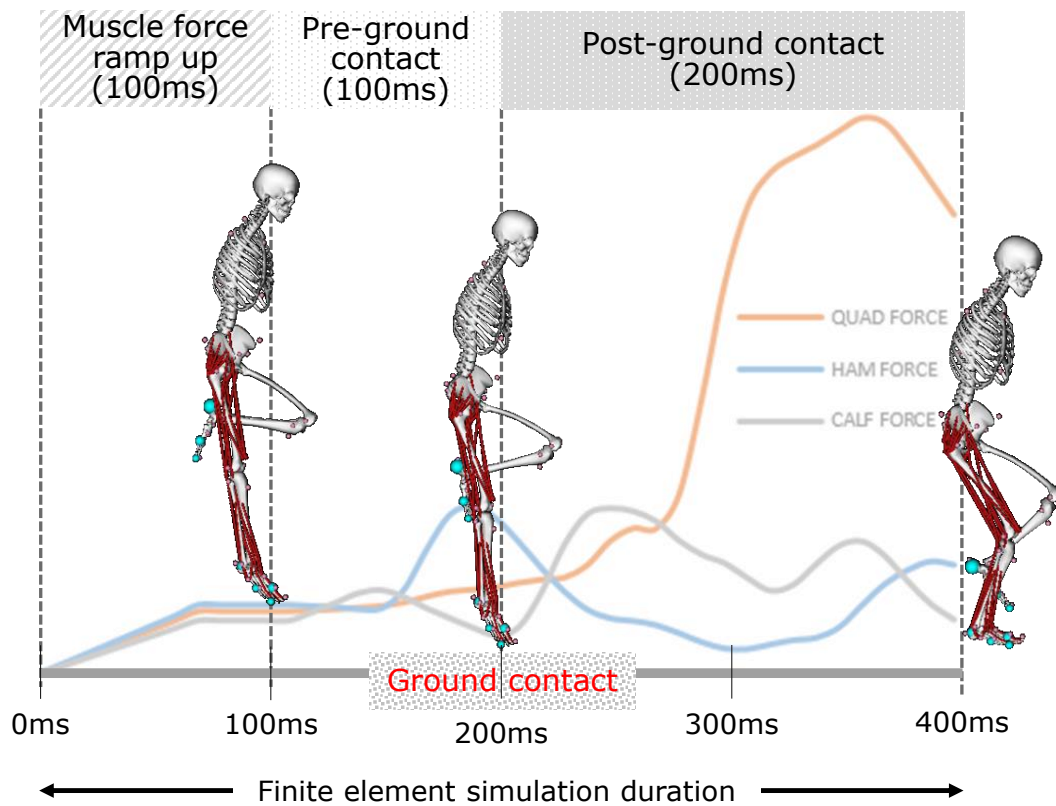 Muscle force
ramp up
(100ms)
Pre-ground
contact
(100ms)
Post-ground contact
(200ms)
QUAD FORCE
HAM FORCE
CALF FORCE
Ground contact
0ms
100ms
200ms
300ms
400ms
Finite element simulation duration